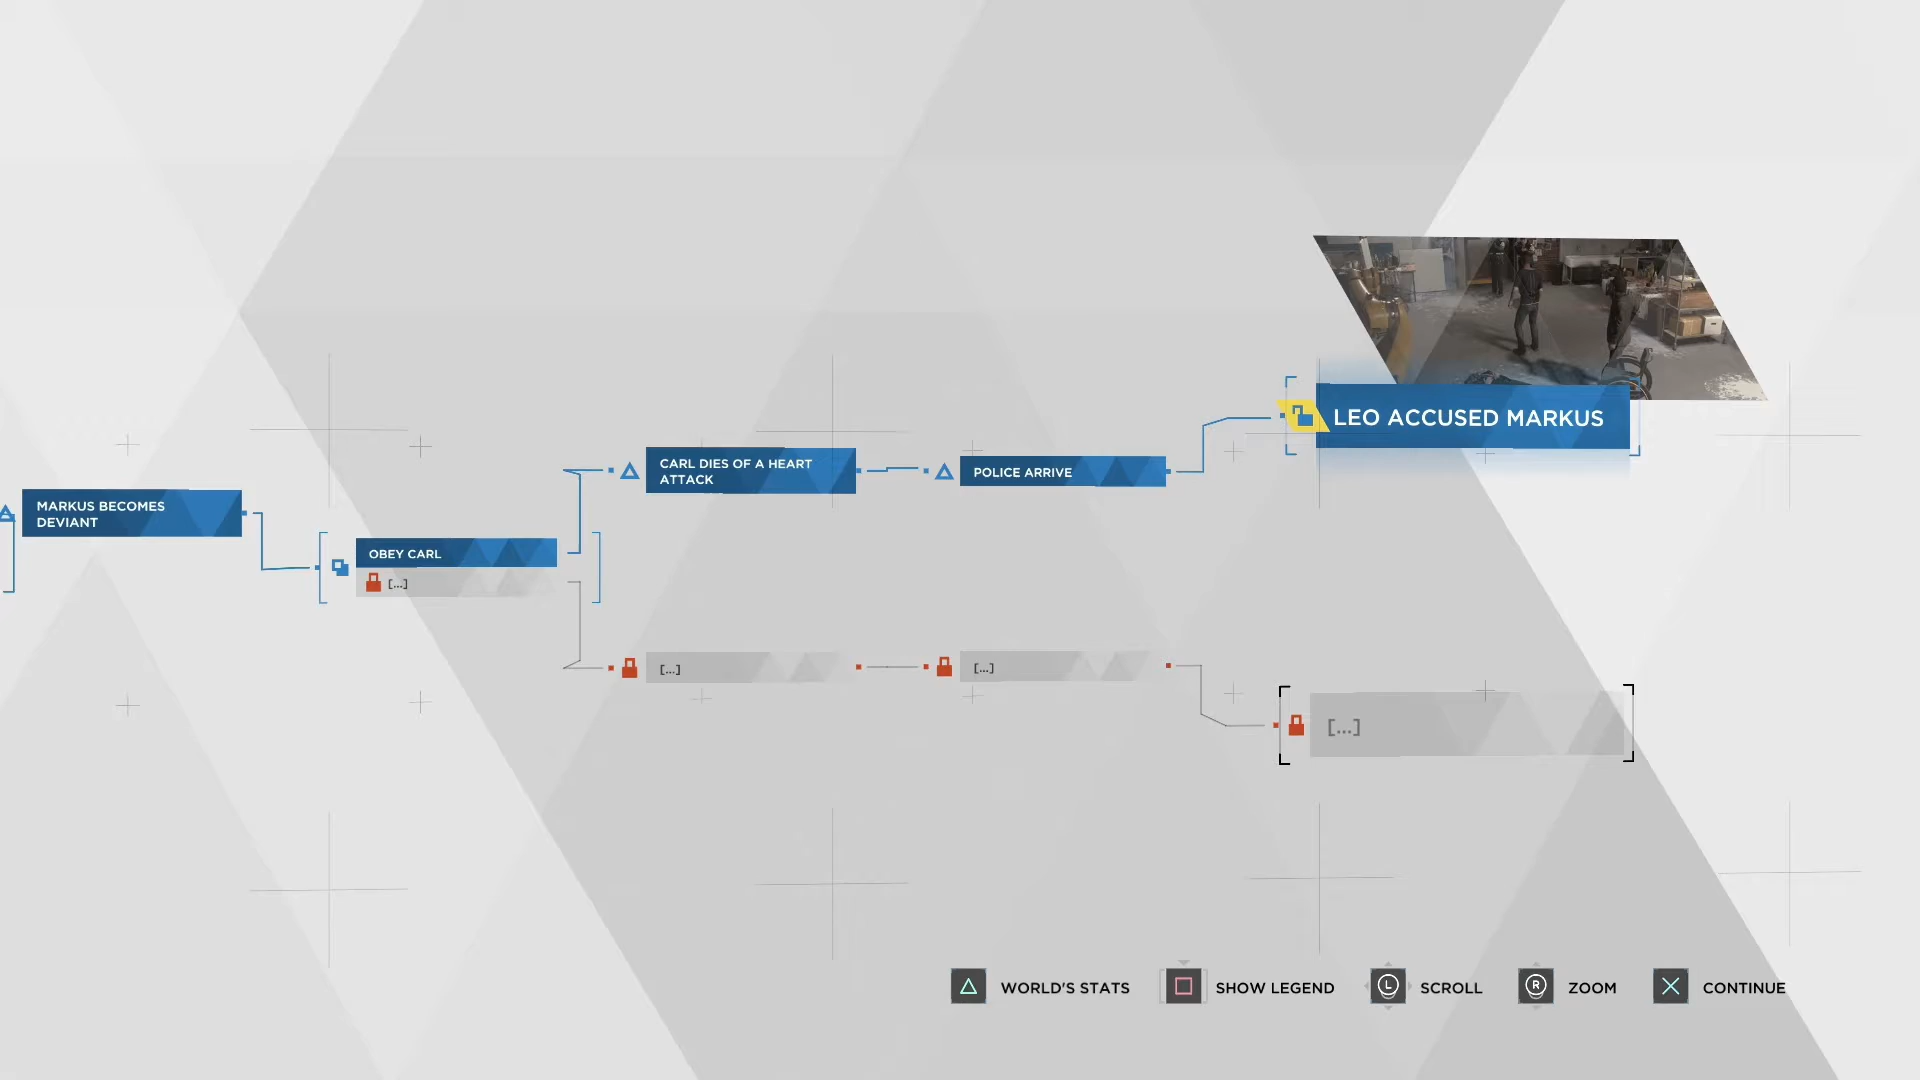 MARKUS BECOMES
DEVIANT
OBEY CARL
[...]
CARL DIES OF A HEART
ATTACK
POLICE ARRIVE
LEO ACCUSED MARKUS
[...]
[...]
[...]
WORLD'S STATS
SHOW LEGEND
L
SCROLL
R
ZOOM
CONTINUE